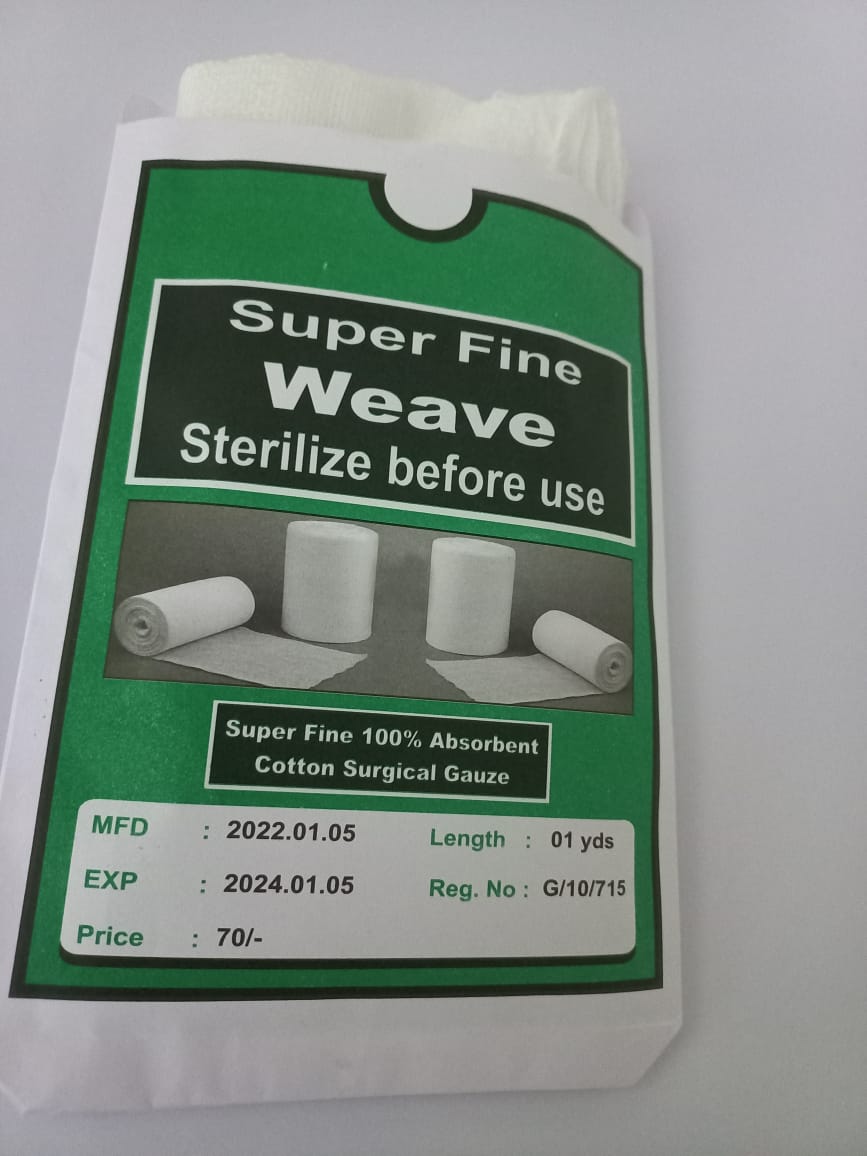 Super Fine
Weave
Sterilize before use
Super Fine 100% Absorbent
Cotton Surgical Gauze
MFD : 2022.01.05 Length : 01 yds
EXP : 2024.01.05 Reg. No : G/10/715
Price : 70/-